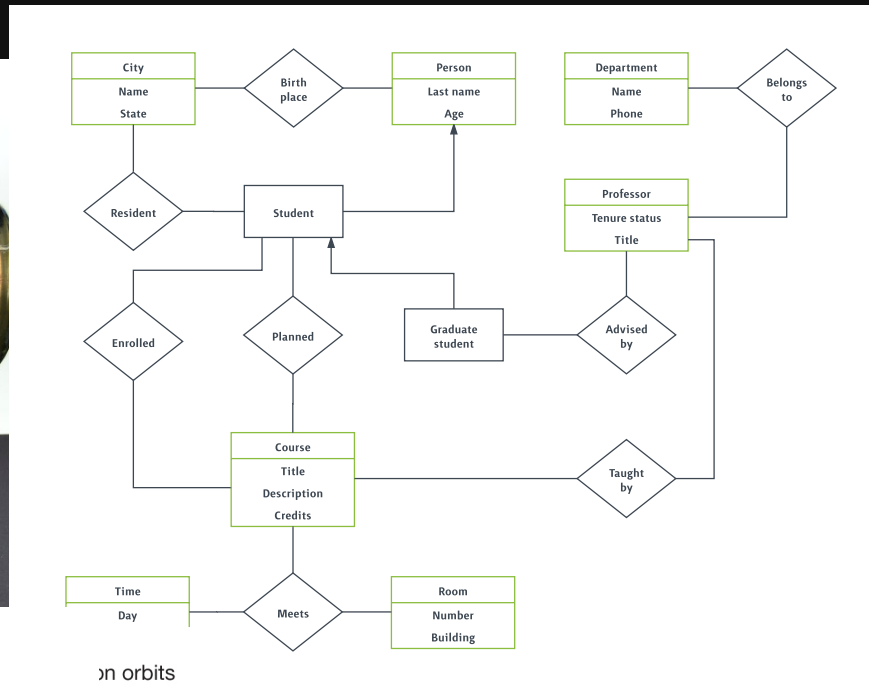 City
Name
State
Birth
place
Person
Last name
Age
Department
Name
Phone
Belongs
to
Resident
Student
Professor
Tenure status
Title
Enrolled
Planned
Graduate
student
Advised
by
Course
Title
Description
Credits
Taught
by
Time
Day
Meets
Room
Number
Building
on orbits